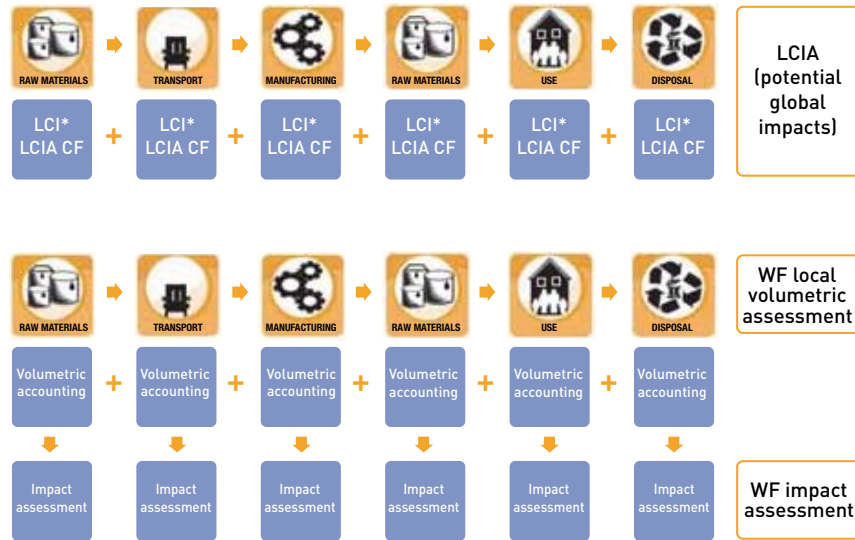 RAW MATERIALS
TRANSPORT
MANUFACTURING
RAW MATERIALS
USE
DISPOSAL
LCIA
(potential
global
impacts)
LCI*
LCIA CF
+
LCI*
LCIA CF
+
LCI*
LCIA CF
+
LCI*
LCIA CF
+
LCI*
LCIA CF
+
LCI*
LCIA CF
RAW MATERIALS
TRANSPORT
MANUFACTURING
RAW MATERIALS
USE
DISPOSAL
WF local
volumetric
assessment
Volumetric
accounting
+
Volumetric
accounting
+
Volumetric
accounting
+
Volumetric
accounting
+
Volumetric
accounting
+
Volumetric
accounting
Impact
assessment
Impact
assessment
Impact
assessment
Impact
assessment
Impact
assessment
Impact
assessment
WF impact
assessment